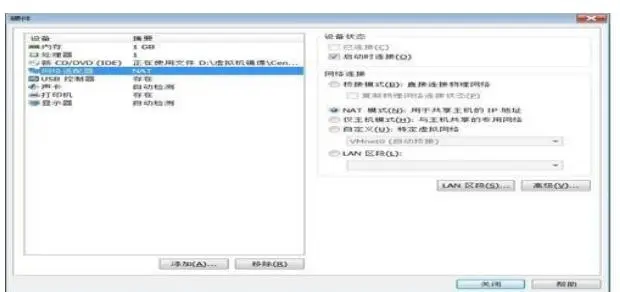 硬件
设备 摘要
内存 1 GB
处理器 1
新 CD/DVD (IDE) 正在使用文件 D:\虚拟机镜像\Cen...
网络适配器 NAT
USB 控制器 存在
声卡 自动检测
打印机 存在
显示器 自动检测
添加(A)...
移除(R)
设备状态
已连接(C)
启动时连接(O)
网络连接
桥接模式(B): 直接连接物理网络
复制物理网络连接状态(P)
NAT 模式(N): 用于共享主机的 IP 地址
仅主机模式(H): 与主机共享的专用网络
自定义(U): 特定虚拟网络
VMnet0 (自动桥接)
LAN 区段(L):
LAN 区段(S)...
高级(V)...
关闭
帮助